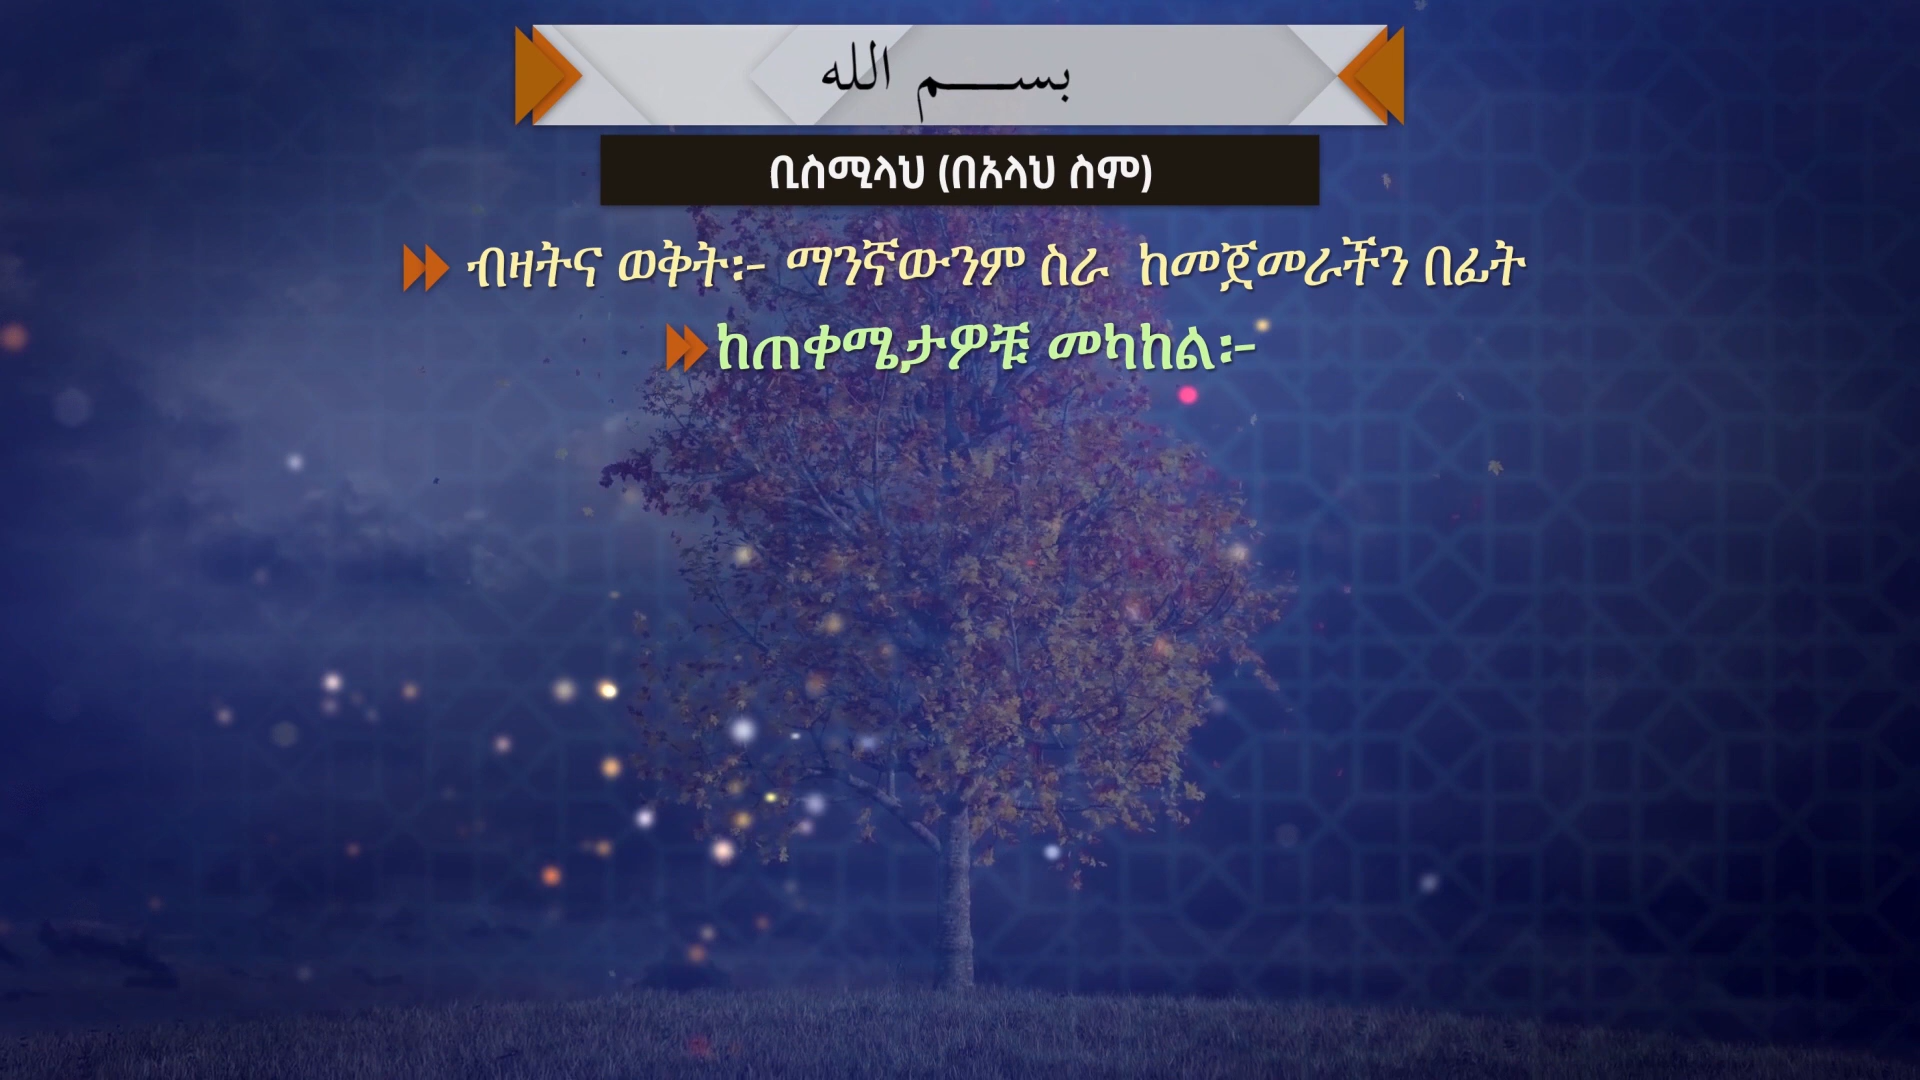 بسم الله
ቢስሚላህ (በአላህ ስም)
ብዛትና ወቅት፡- ማንኛውንም ስራ ከመጀመራችን በፊት
ከጠቀሜታዎቹ መካከል፡-